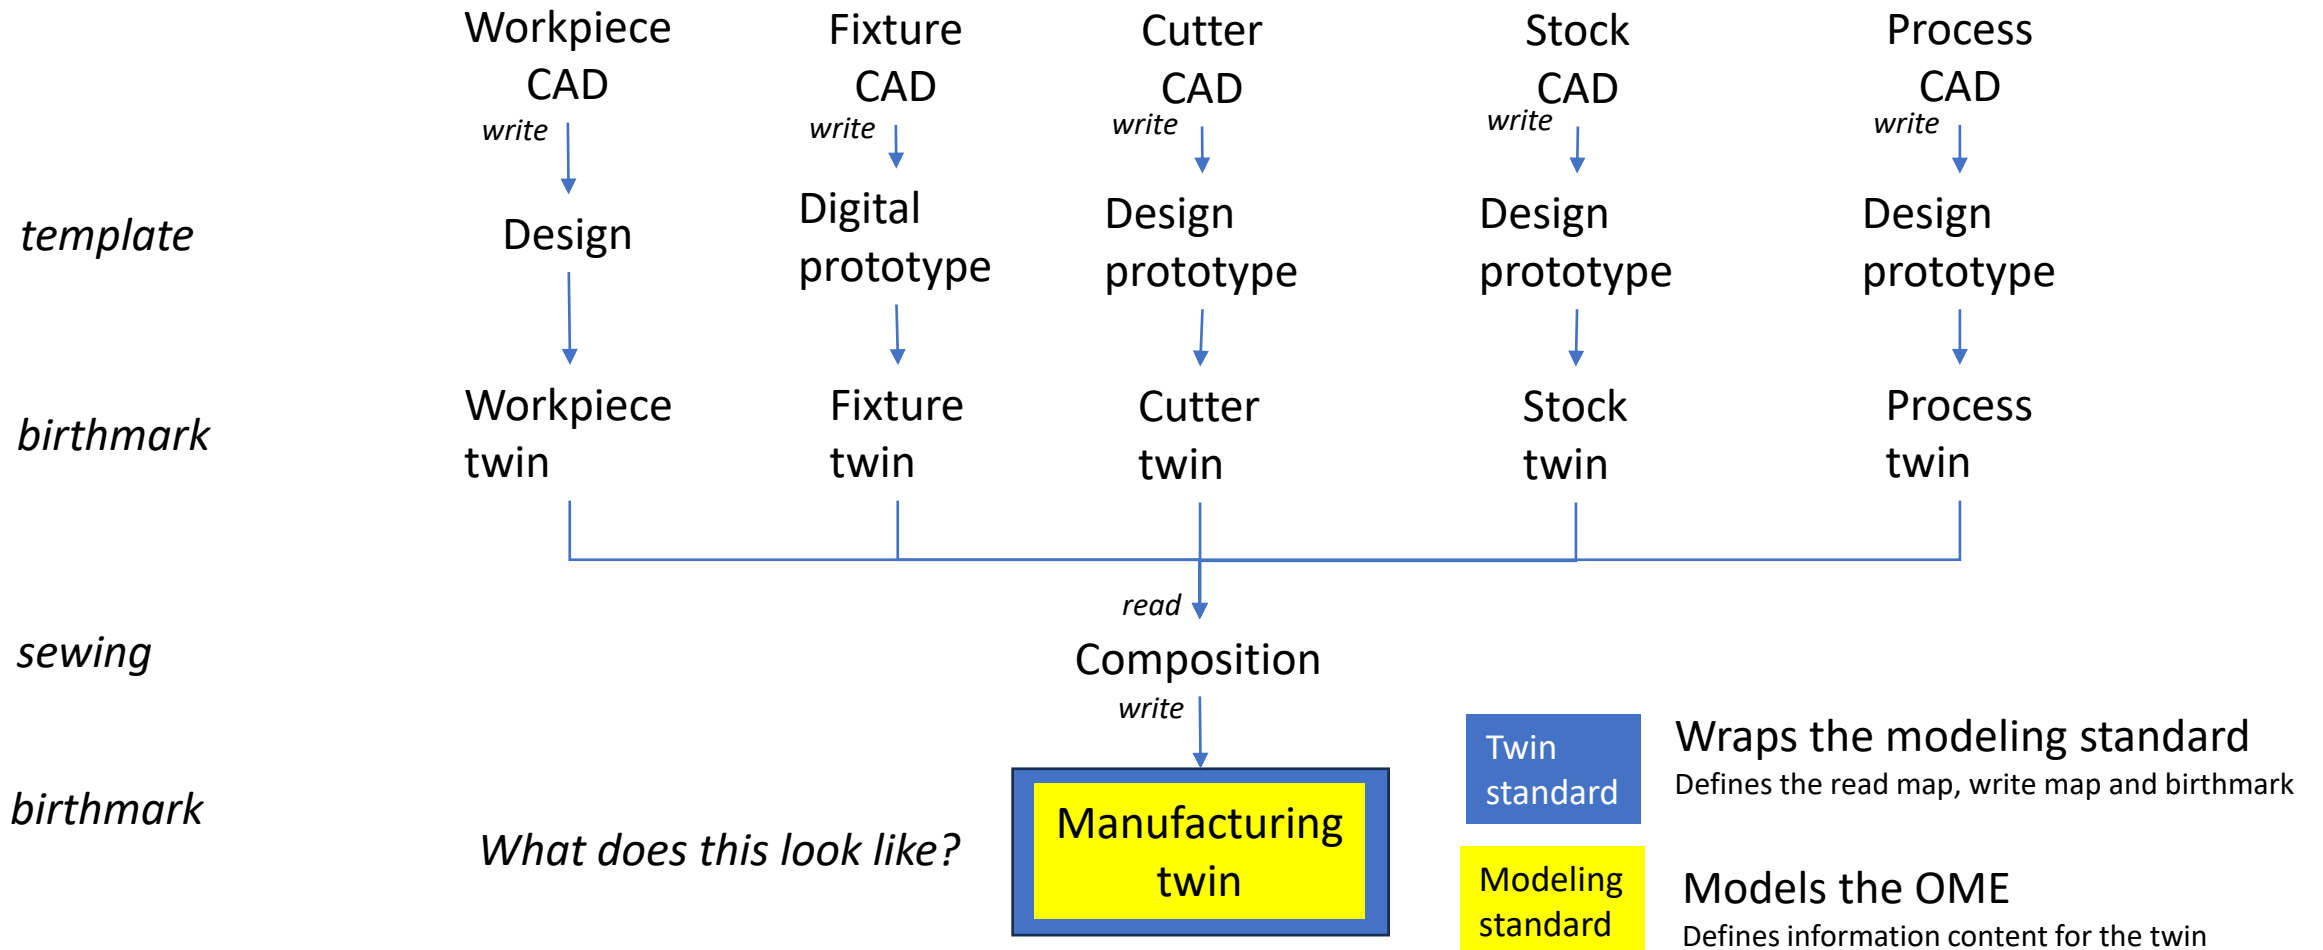 Workpiece
CAD
Fixture
CAD
Cutter
CAD
Stock
CAD
Process
CAD
write
write
write
write
write
template
Design
Digital
prototype
Design
prototype
Design
prototype
Design
prototype
birthmark
Workpiece
twin
Fixture
twin
Cutter
twin
Stock
twin
Process
twin
read
sewing
Composition
write
birthmark
What does this look like?
Manufacturing
twin
Twin
standard
Wraps the modeling standard
Defines the read map, write map and birthmark
Modeling
standard
Models the OME
Defines information content for the twin